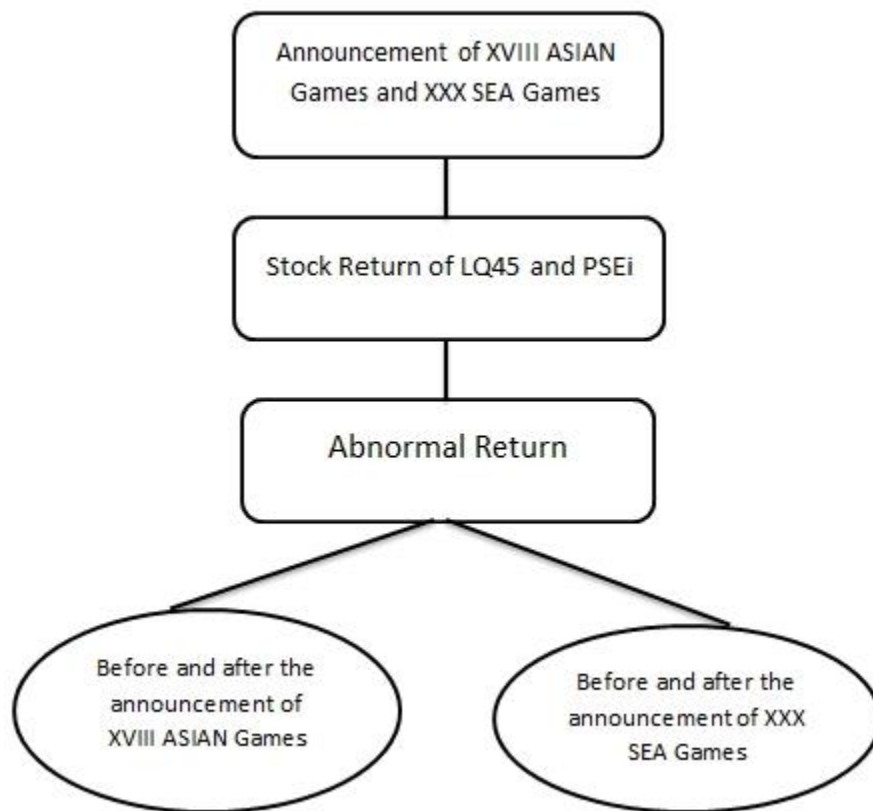 Announcement of XVIII ASIAN
Games and XXX SEA Games
Stock Return of LQ45 and PSEi
Abnormal Return
Before and after the
announcement of
XVIII ASIAN Games
Before and after the
announcement of XXX
SEA Games